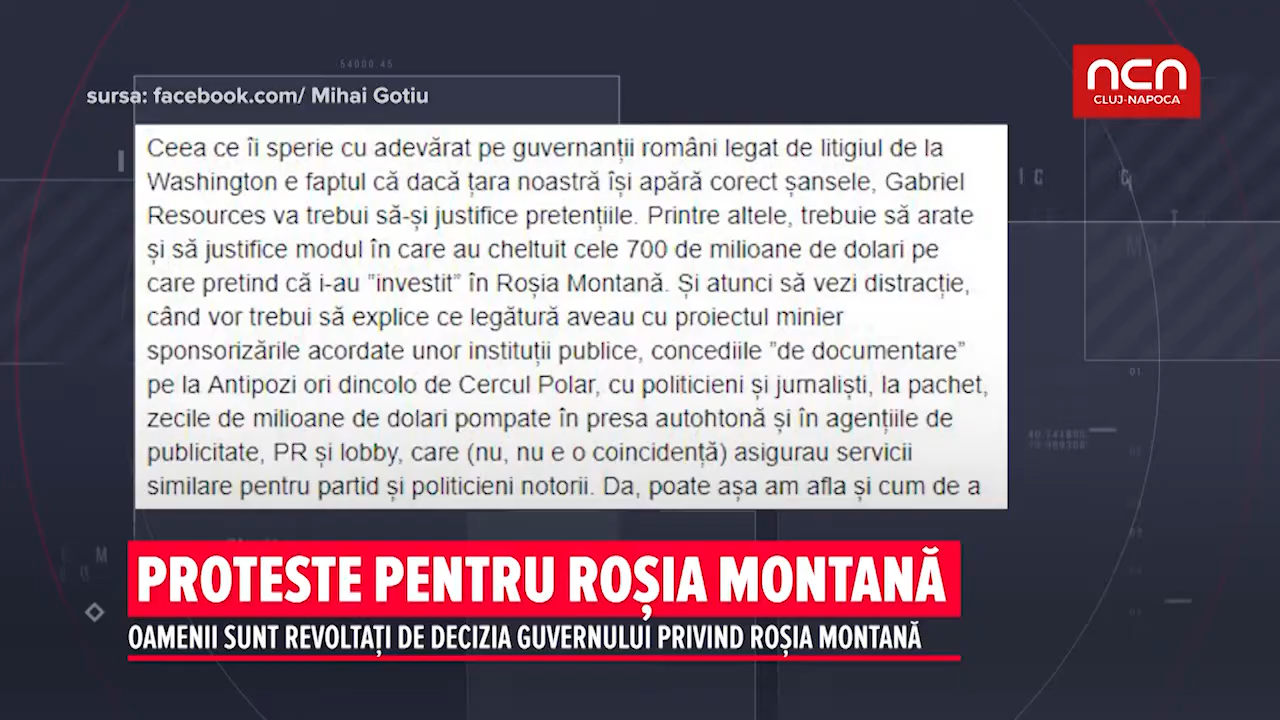 54000.45
ncn
CLUJ-NAPOCA
sursa: facebook.com/ Mihai Gotiu
Ceea ce îi sperie cu adevărat pe guvernanții români legat de litigiul de la
Washington e faptul că dacă țara noastră își apără corect șansele, Gabriel
Resources va trebui să-și justifice pretențiile. Printre altele, trebuie să arate
și să justifice modul în care au cheltuit cele 700 de milioane de dolari pe
care pretind că i-au ”investit” în Roșia Montană. Și atunci să vezi distracție,
când vor trebui să explice ce legătură aveau cu proiectul minier
sponsorizările acordate unor instituții publice, concediile ”de documentare”
pe la Antipozi ori dincolo de Cercul Polar, cu politicieni și jurnaliști, la pachet,
zecile de milioane de dolari pompate în presa autohtonă și în agențiile de
publicitate, PR și lobby, care (nu, nu e o coincidență) asigurau servicii
similare pentru partid și politicieni notorii. Da, poate așa am afla și cum de a
PROTESTE PENTRU ROȘIA MONTANĂ
OAMENII SUNT REVOLTAȚI DE DECIZIA GUVERNULUI PRIVIND ROȘIA MONTANĂ